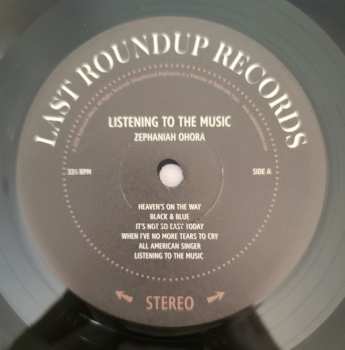 LAST ROUNDUP RECORDS
LISTENING TO THE MUSIC
ZEPHANIAH OHORA
33⅓ RPM
SIDE A
HEAVEN'S ON THE WAY
BLACK & BLUE
IT'S NOT SO EASY TODAY
WHEN I'VE NO MORE TEARS TO CRY
ALL AMERICAN SINGER
LISTENING TO THE MUSIC
STEREO